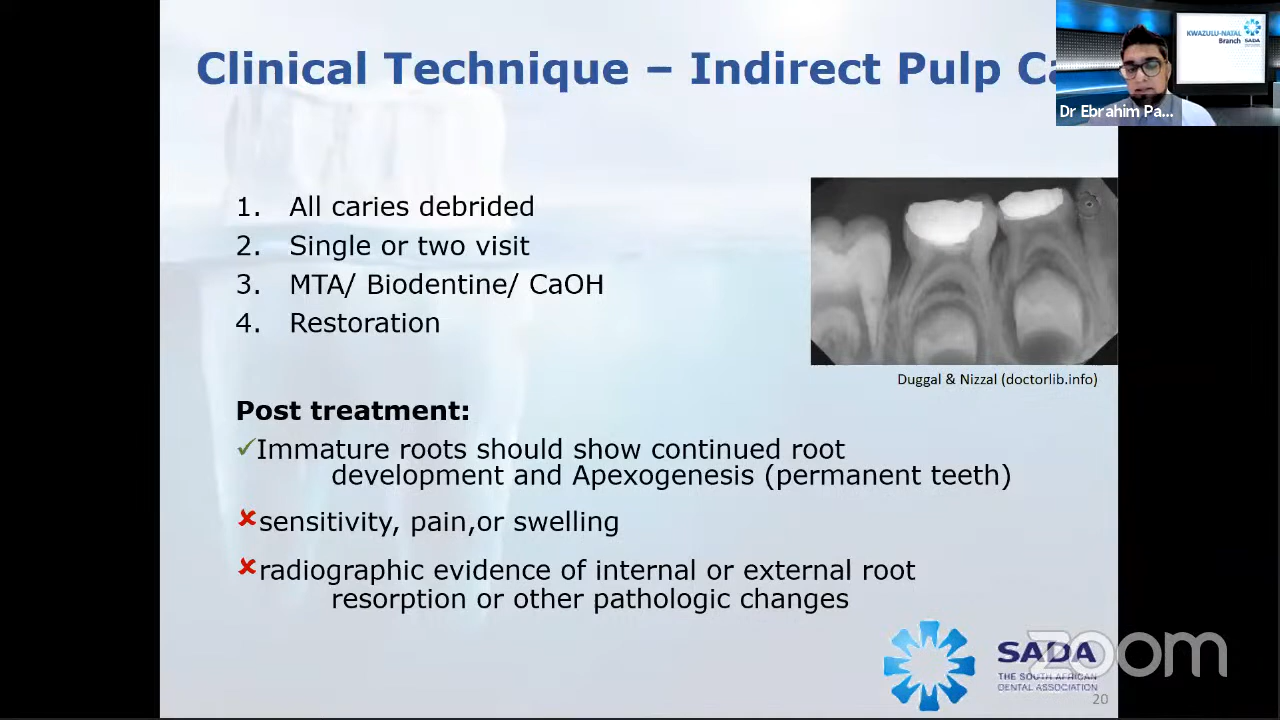 Clinical Technique – Indirect Pulp Ca
KWAZULU-NATAL
Branch
SADA
Dr Ebrahim Pa...
1. All caries debrided
2. Single or two visit
3. MTA/ Biodentine/ CaOH
4. Restoration
Duggal & Nizzal (doctorlib.info)
Post treatment:
✓Immature roots should show continued root
development and Apexogenesis (permanent teeth)
✘sensitivity, pain,or swelling
✘radiographic evidence of internal or external root
resorption or other pathologic changes
SADA
THE SOUTH AFRICAN
DENTAL ASSOCIATION
zoom
20